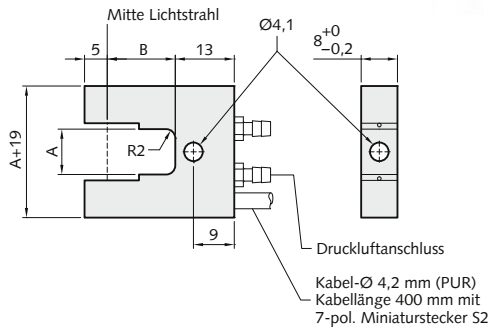 Mitte Lichtstrahl
Ø4,1
8+0
–0,2
5
B
13
A+19
A
R2
9
Druckluftanschluss
Kabel-Ø 4,2 mm (PUR)
Kabellänge 400 mm mit
7-pol. Miniaturstecker S2